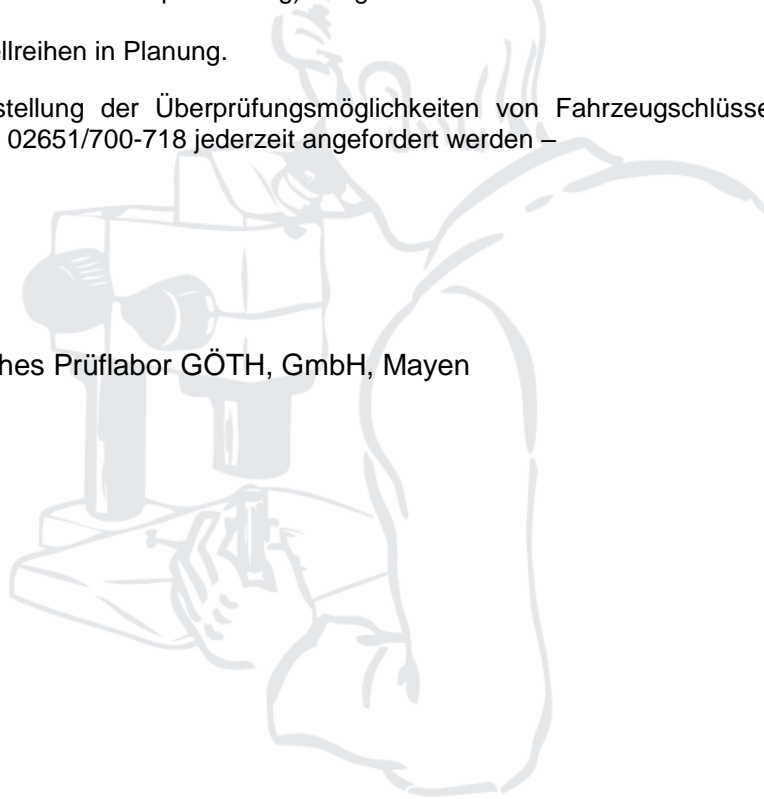 llreihen in Planung.
stellung der Überprüfungsmöglichkeiten von Fahrzeugschlüsse
02651/700-718 jederzeit angefordert werden –
hes Prüflabor GÖTH, GmbH, Mayen